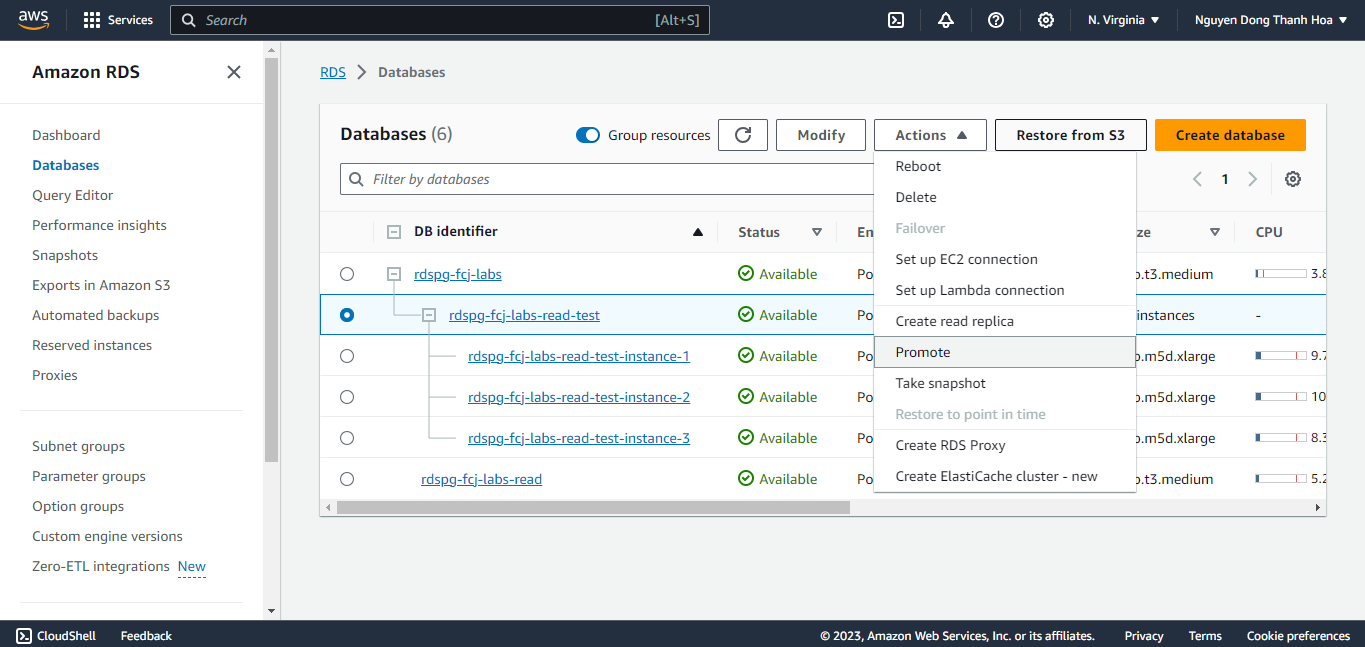 aws Services Search [Alt+S] N. Virginia Nguyen Dong Thanh Hoa
Amazon RDS
Dashboard
Databases
Query Editor
Performance insights
Snapshots
Exports in Amazon S3
Automated backups
Reserved instances
Proxies
Subnet groups
Parameter groups
Option groups
Custom engine versions
Zero-ETL integrations New
RDS Databases
Databases (6) Group resources Modify Actions Restore from S3 Create database
Filter by databases 1
Reboot
Delete
Failover
Set up EC2 connection
Set up Lambda connection
Create read replica
Promote
Take snapshot
Restore to point in time
Create RDS Proxy
Create ElastiCache cluster - new
DB identifier Status En ze CPU
rdspg-fcj-labs Available Po .t3.medium 3.8
rdspg-fcj-labs-read-test Available Po instances -
rdspg-fcj-labs-read-test-instance-1 Available Po .m5d.xlarge 9.7
rdspg-fcj-labs-read-test-instance-2 Available Po .m5d.xlarge 10
rdspg-fcj-labs-read-test-instance-3 Available Po .m5d.xlarge 8.3
rdspg-fcj-labs-read Available Po .t3.medium 5.2
CloudShell Feedback © 2023, Amazon Web Services, Inc. or its affiliates. Privacy Terms Cookie preferences